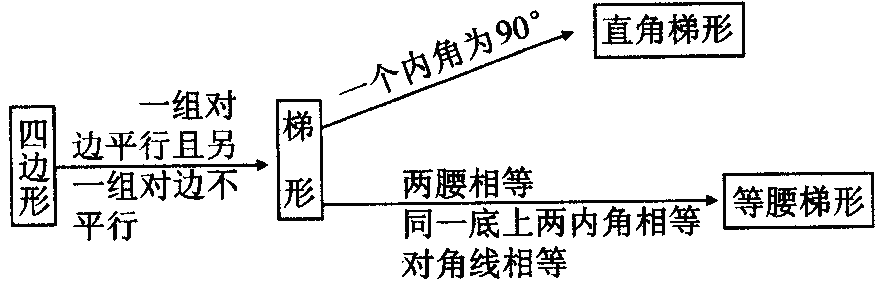 四边形
一组对
边平行且另
一组对边不
平行
梯形
一个内角为90°
直角梯形
两腰相等
同一底上两内角相等
对角线相等
等腰梯形